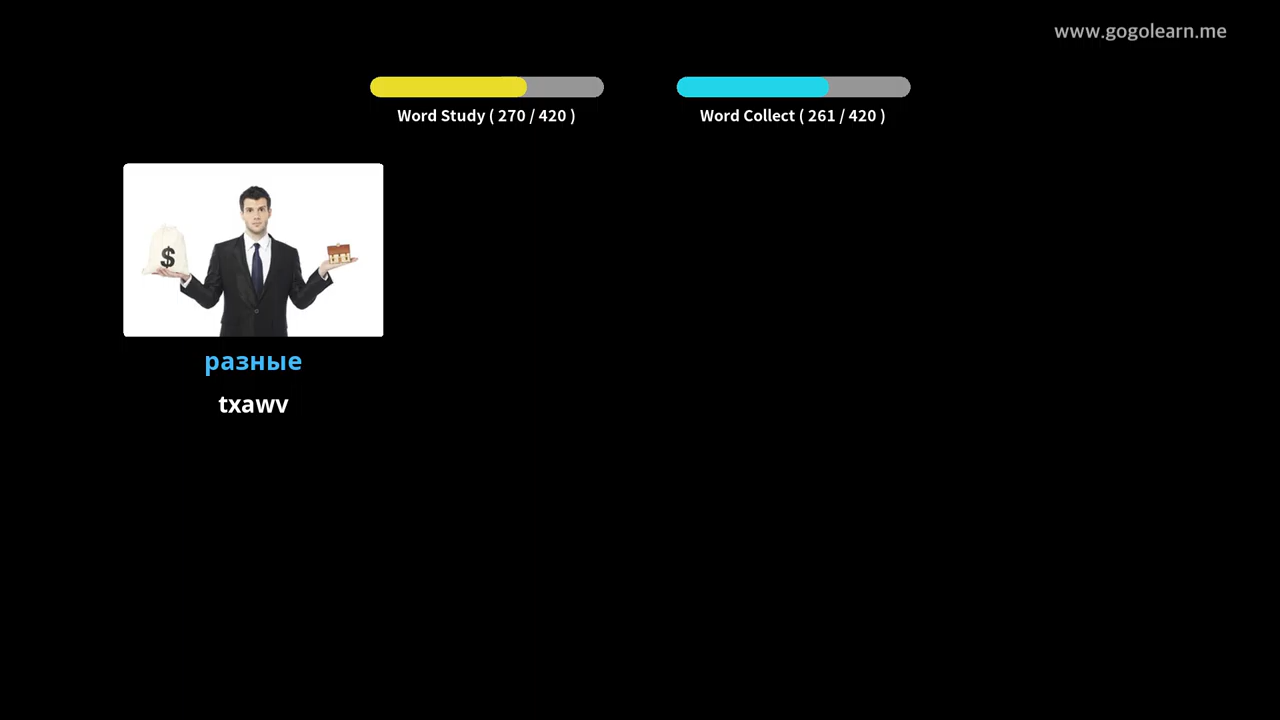 www.gogolearn.me
Word Study ( 270 / 420 )
Word Collect ( 261 / 420 )
$
разные
txawv